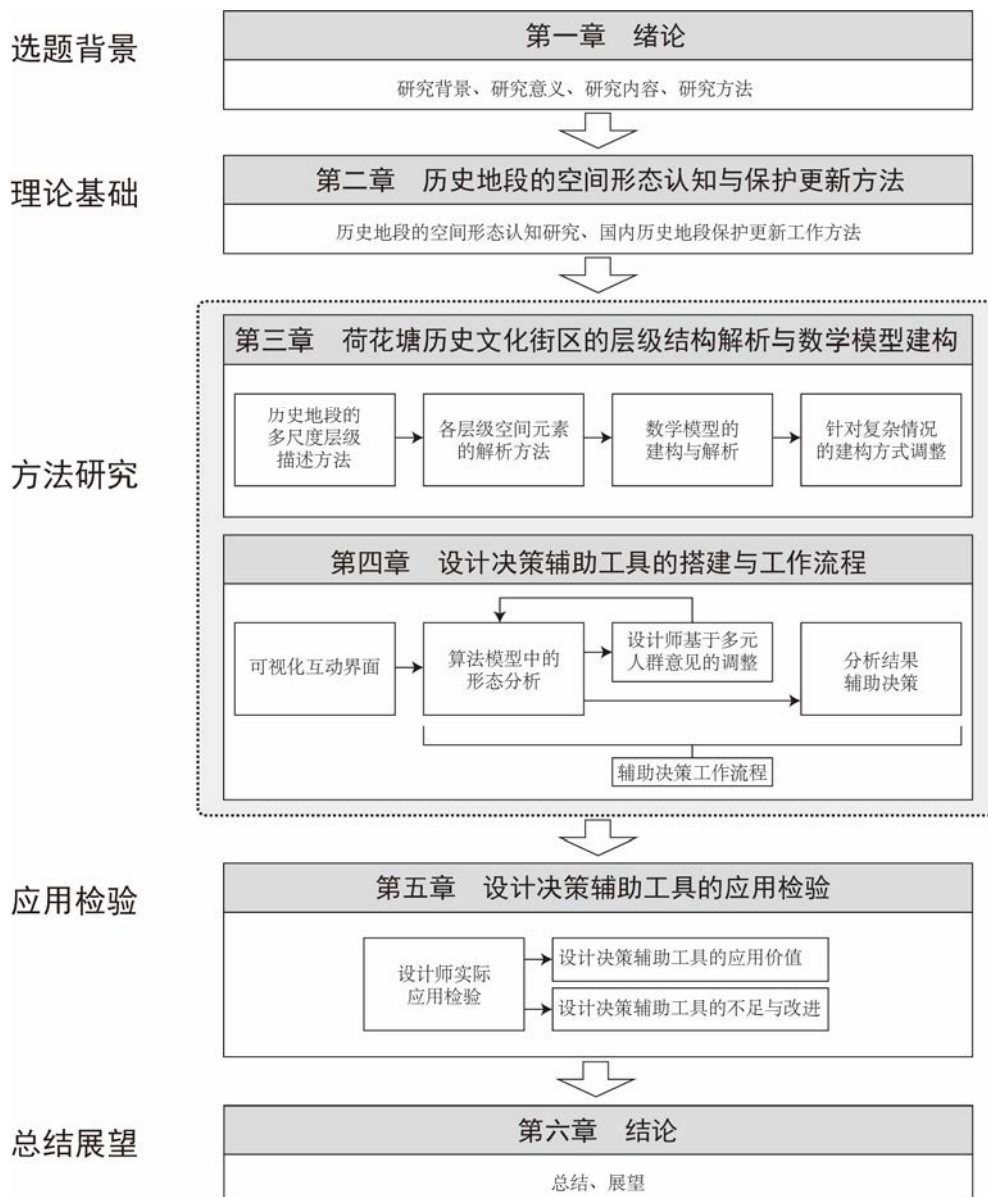 选题背景
第一章 绪论
研究背景、研究意义、研究内容、研究方法
理论基础
第二章 历史地段的空间形态认知与保护更新方法
历史地段的空间形态认知研究、国内历史地段保护更新工作方法
方法研究
第三章 荷花塘历史文化街区的层级结构解析与数学模型建构
历史地段的
多尺度层级
描述方法
各层级空间元素
的解析方法
数学模型的
建构与解析
针对复杂情况
的建构方式调整
第四章 设计决策辅助工具的搭建与工作流程
可视化互动界面
算法模型中的
形态分析
设计师基于多元
人群意见的调整
分析结果
辅助决策
辅助决策工作流程
应用检验
第五章 设计决策辅助工具的应用检验
设计师实际
应用检验
设计决策辅助工具的应用价值
设计决策辅助工具的不足与改进
总结展望
第六章 结论
总结、展望